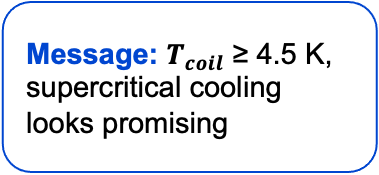 Message: T_coil ≥ 4.5 K,
supercritical cooling
looks promising